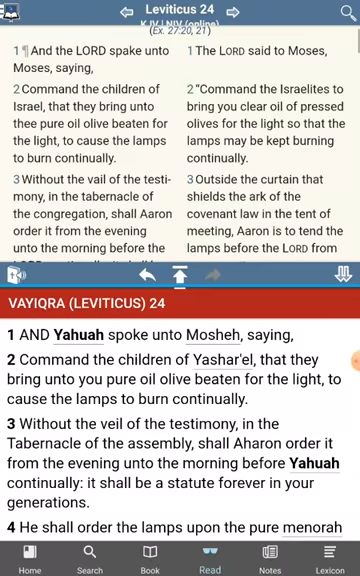 Leviticus 24
KJV | NIV (online)
(Ex. 27:20, 21)
1 ¶ And the LORD spake unto
Moses, saying,
2 Command the children of
Israel, that they bring unto
thee pure oil olive beaten for
the light, to cause the lamps
to burn continually.
3 Without the vail of the testi-
mony, in the tabernacle of
the congregation, shall Aaron
order it from the evening
unto the morning before the
1 The LORD said to Moses,
2 “Command the Israelites to
bring you clear oil of pressed
olives for the light so that the
lamps may be kept burning
continually.
3 Outside the curtain that
shields the ark of the
covenant law in the tent of
meeting, Aaron is to tend the
lamps before the LORD from
VAYIQRA (LEVITICUS) 24
1 AND Yahuah spoke unto Mosheh, saying,
2 Command the children of Yashar'el, that they
bring unto you pure oil olive beaten for the light, to
cause the lamps to burn continually.
3 Without the veil of the testimony, in the
Tabernacle of the assembly, shall Aharon order it
from the evening unto the morning before Yahuah
continually: it shall be a statute forever in your
generations.
4 He shall order the lamps upon the pure menorah
Home
Search
Book
Read
Notes
Lexicon